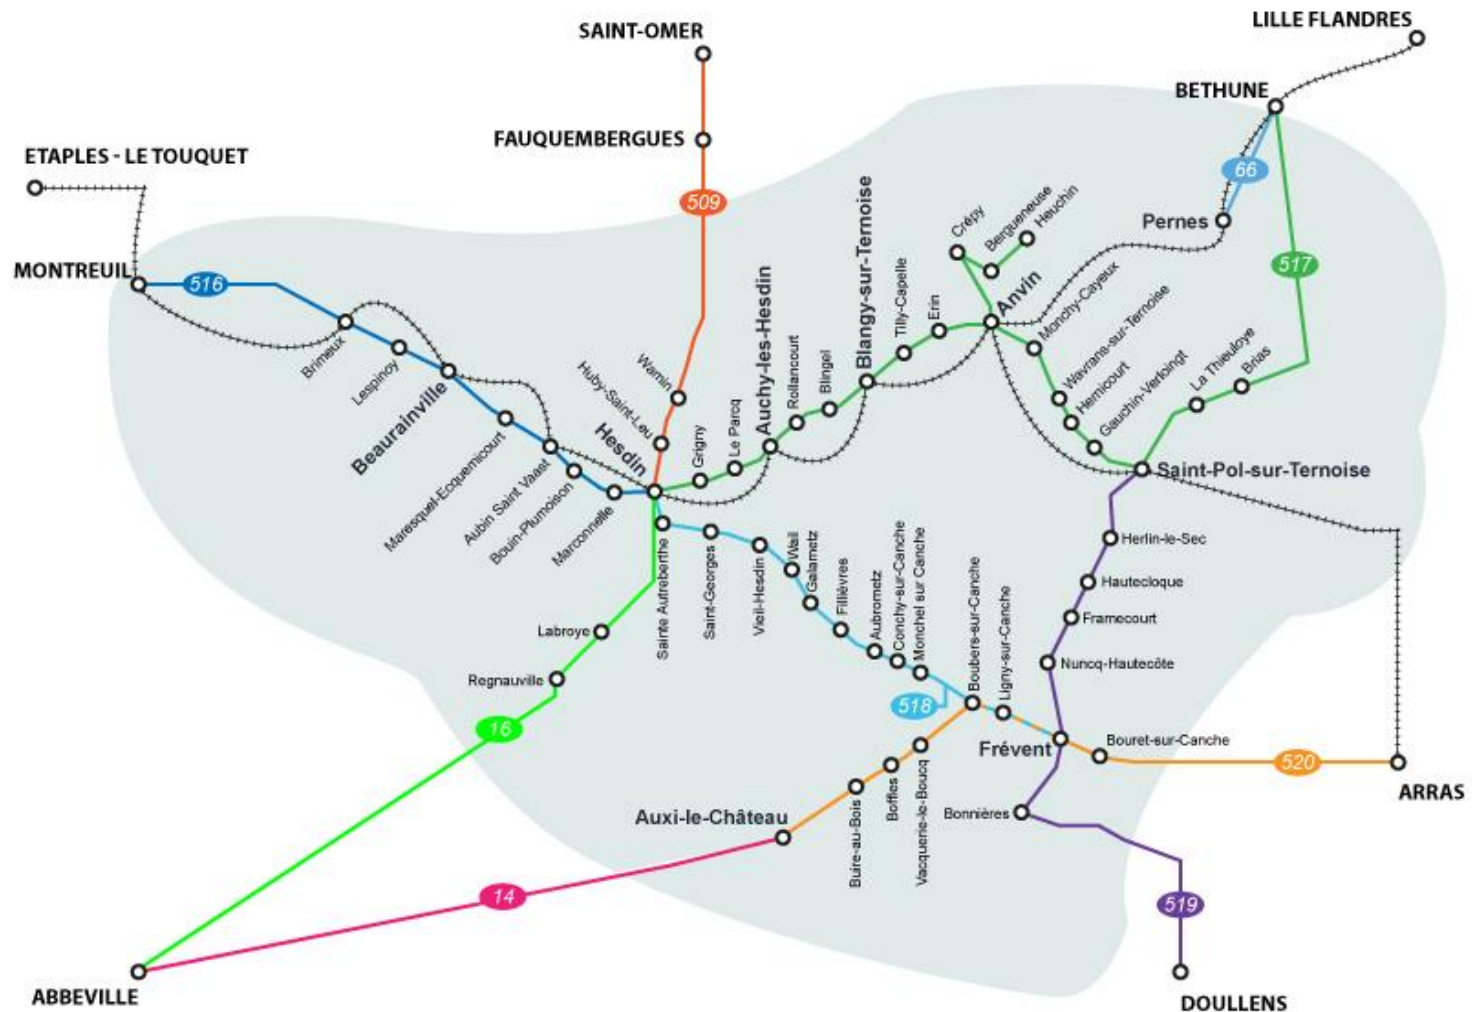 LILLE FLANDRES
SAINT-OMER
BETHUNE
FAUQUEMBERGUES
ETAPLES - LE TOUQUET
66
509
Pernes
Crépy
Bergueneuse
Heuchin
517
MONTREUIL
516
Blangy-sur-Ternoise
Tilly-Capelle
Erin
Anvin
Monchy-Cayeux
Auchy-les-Hesdin
Rollancourt
Blingel
Wavrans-sur-Ternoise
Hernicourt
Gauchin-Verloingt
La Thieuloye
Brias
Brimeux
Lespinoy
Beaurainville
Wamin
Huby-Saint-Leu
Hesdin
Grigny
Le Parcq
Maresquel-Ecquemicourt
Aubin Saint Vaast
Bouin-Plumoison
Marconnelle
Saint-Pol-sur-Ternoise
Sainte Autreberthe
Saint-Georges
Vieil-Hesdin
Wail
Galametz
Fillièvres
Aubrometz
Conchy-sur-Canche
Monchel sur Canche
Boubers-sur-Canche
Ligny-sur-Canche
Herlin-le-Sec
Hautecloque
Framecourt
Nuncq-Hautecôte
Labroye
Regnauville
16
518
Frévent
Bouret-sur-Canche
520
ARRAS
Auxi-le-Château
Buire-au-Bois
Boffles
Vacquerie-le-Boucq
Bonnières
14
519
ABBEVILLE
DOULLENS